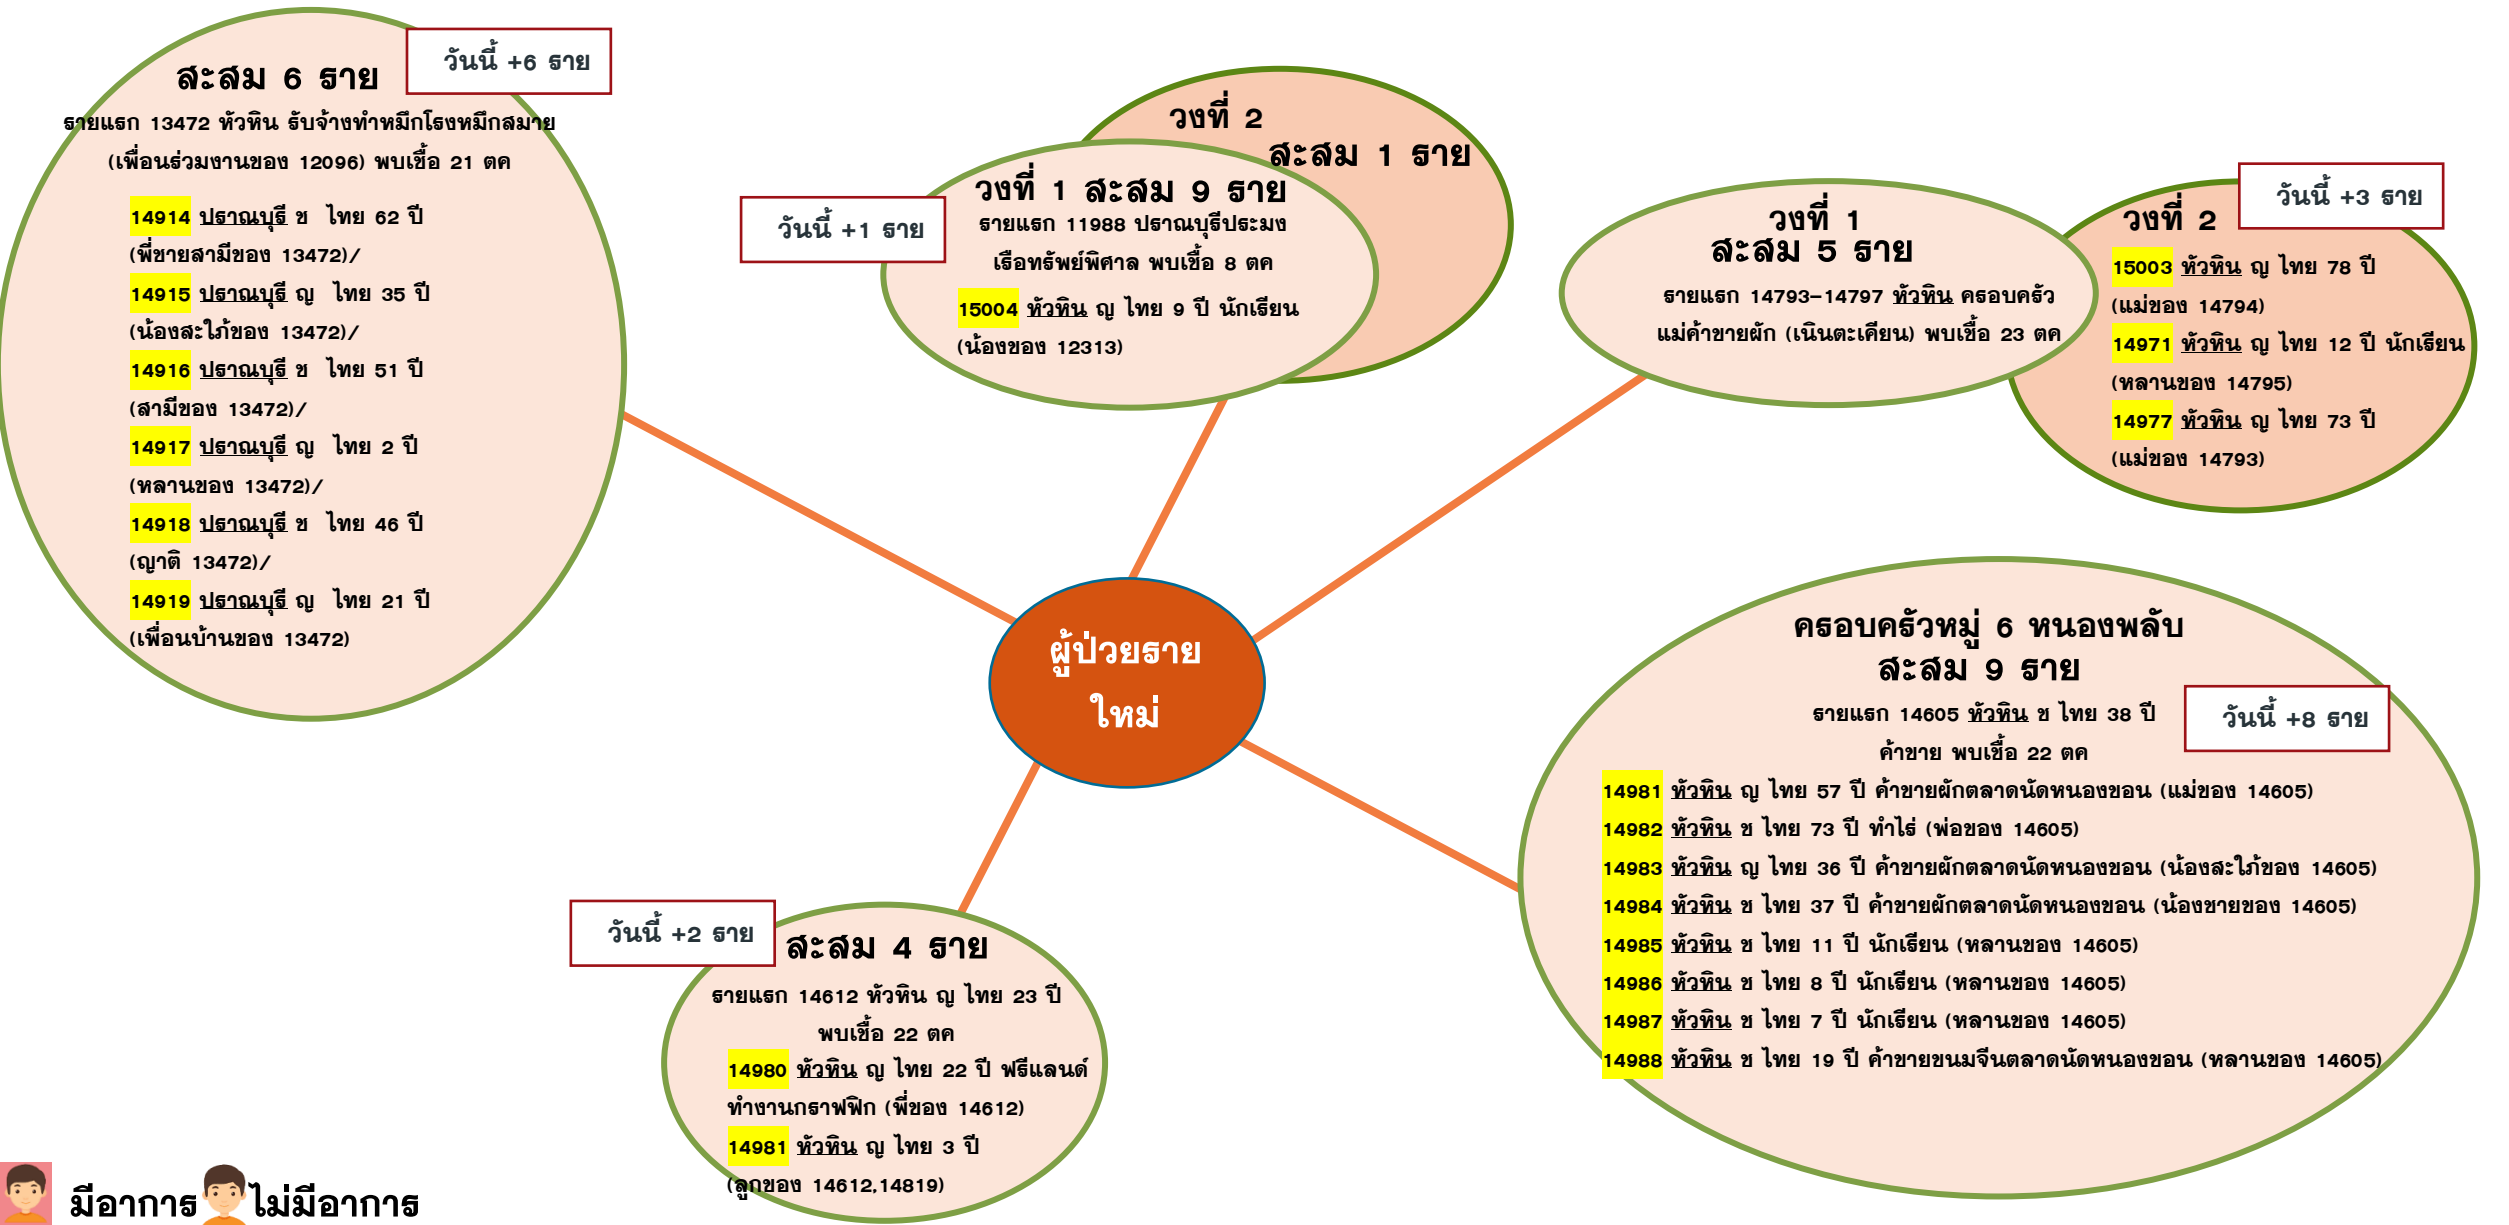 วันนี้ +6 ราย
สะสม 6 ราย
รายแรก 13472 หัวหิน รับจ้างทำหมึกโรงหมึกสมาย
(เพื่อนร่วมงานของ 12096) พบเชื้อ 21 ตค
14914 ปราณบุรี ช ไทย 62 ปี
(พี่ชายสามีของ 13472)/
14915 ปราณบุรี ญ ไทย 35 ปี
(น้องสะใภ้ของ 13472)/
14916 ปราณบุรี ช ไทย 51 ปี
(สามีของ 13472)/
14917 ปราณบุรี ญ ไทย 2 ปี
(หลานของ 13472)/
14918 ปราณบุรี ช ไทย 46 ปี
(ญาติ 13472)/
14919 ปราณบุรี ญ ไทย 21 ปี
(เพื่อนบ้านของ 13472)
วงที่ 2
สะสม 1 ราย
วันนี้ +1 ราย
วงที่ 1 สะสม 9 ราย
รายแรก 11988 ปราณบุรีประมง
เรือทรัพย์พิศาล พบเชื้อ 8 ตค
15004 หัวหิน ญ ไทย 9 ปี นักเรียน
(น้องของ 12313)
วงที่ 1
สะสม 5 ราย
รายแรก 14793-14797 หัวหิน ครอบครัว
แม่ค้าขายผัก (เนินตะเคียน) พบเชื้อ 23 ตค
วันนี้ +3 ราย
วงที่ 2
15003 หัวหิน ญ ไทย 78 ปี
(แม่ของ 14794)
14971 หัวหิน ญ ไทย 12 ปี นักเรียน
(หลานของ 14795)
14977 หัวหิน ญ ไทย 73 ปี
(แม่ของ 14793)
ผู้ป่วยราย
ใหม่
ครอบครัวหมู่ 6 หนองพลับ
สะสม 9 ราย
วันนี้ +8 ราย
รายแรก 14605 หัวหิน ช ไทย 38 ปี
ค้าขาย พบเชื้อ 22 ตค
14981 หัวหิน ญ ไทย 57 ปี ค้าขายผักตลาดนัดหนองขอน (แม่ของ 14605)
14982 หัวหิน ช ไทย 73 ปี ทำไร่ (พ่อของ 14605)
14983 หัวหิน ญ ไทย 36 ปี ค้าขายผักตลาดนัดหนองขอน (น้องสะใภ้ของ 14605)
14984 หัวหิน ช ไทย 37 ปี ค้าขายผักตลาดนัดหนองขอน (น้องชายของ 14605)
14985 หัวหิน ช ไทย 11 ปี นักเรียน (หลานของ 14605)
14986 หัวหิน ช ไทย 8 ปี นักเรียน (หลานของ 14605)
14987 หัวหิน ช ไทย 7 ปี นักเรียน (หลานของ 14605)
14988 หัวหิน ช ไทย 19 ปี ค้าขายขนมจีนตลาดนัดหนองขอน (หลานของ 14605)
วันนี้ +2 ราย
สะสม 4 ราย
รายแรก 14612 หัวหิน ญ ไทย 23 ปี
พบเชื้อ 22 ตค
14980 หัวหิน ญ ไทย 22 ปี ฟรีแลนด์
ทำงานกราฟฟิก (พี่ของ 14612)
14981 หัวหิน ญ ไทย 3 ปี
(ลูกของ 14612,14819)
มีอาการ ไม่มีอาการ